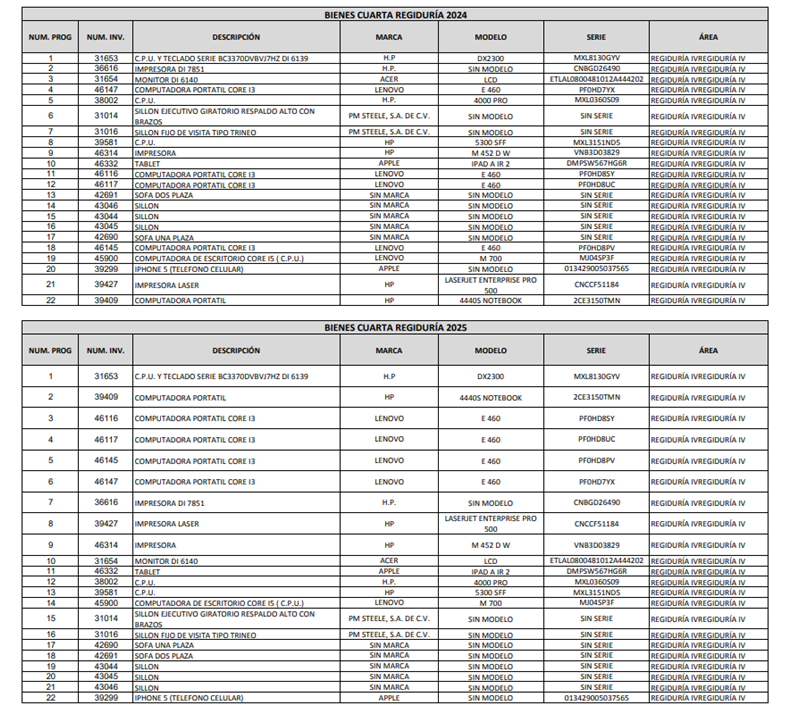 BIENES CUARTA REGIDURÍA 2024
NUM. PROG NUM. INV. DESCRIPCIÓN MARCA MODELO SERIE ÁREA
1 31653 C.P.U. Y TECLADO SERIE BC3370DVBVJ7HZ DI 6139 H.P DX2300 MXL8130GYV REGIDURÍA IVREGIDURÍA IV
2 36616 IMPRESORA DI 7851 H.P. SIN MODELO CNBGD26490 REGIDURÍA IVREGIDURÍA IV
3 31654 MONITOR DI 6140 ACER LCD ETLAL0800481012A444202 REGIDURÍA IVREGIDURÍA IV
4 46147 COMPUTADORA PORTATIL CORE I3 LENOVO E 460 PF0HD7YX REGIDURÍA IVREGIDURÍA IV
5 38002 C.P.U. H.P. 4000 PRO MXL0360S09 REGIDURÍA IVREGIDURÍA IV
6 31014 SILLON EJECUTIVO GIRATORIO RESPALDO ALTO CON
BRAZOS PM STEELE, S.A. DE C.V. SIN MODELO SIN SERIE REGIDURÍA IVREGIDURÍA IV
7 31016 SILLON FIJO DE VISITA TIPO TRINEO PM STEELE, S.A. DE C.V. SIN MODELO SIN SERIE REGIDURÍA IVREGIDURÍA IV
8 39581 C.P.U. HP 5300 SFF MXL3151ND5 REGIDURÍA IVREGIDURÍA IV
9 46314 IMPRESORA HP M 452 D W VNB3D03829 REGIDURÍA IVREGIDURÍA IV
10 46332 TABLET APPLE IPAD A IR 2 DMPSW567HG6R REGIDURÍA IVREGIDURÍA IV
11 46116 COMPUTADORA PORTATIL CORE I3 LENOVO E 460 PF0HD8SY REGIDURÍA IVREGIDURÍA IV
12 46117 COMPUTADORA PORTATIL CORE I3 LENOVO E 460 PF0HD8UC REGIDURÍA IVREGIDURÍA IV
13 42691 SOFA DOS PLAZA SIN MARCA SIN MODELO SIN SERIE REGIDURÍA IVREGIDURÍA IV
14 43046 SILLON SIN MARCA SIN MODELO SIN SERIE REGIDURÍA IVREGIDURÍA IV
15 43044 SILLON SIN MARCA SIN MODELO SIN SERIE REGIDURÍA IVREGIDURÍA IV
16 43045 SILLON SIN MARCA SIN MODELO SIN SERIE REGIDURÍA IVREGIDURÍA IV
17 42690 SOFA UNA PLAZA SIN MARCA SIN MODELO SIN SERIE REGIDURÍA IVREGIDURÍA IV
18 46145 COMPUTADORA PORTATIL CORE I3 LENOVO E 460 PF0HD8PV REGIDURÍA IVREGIDURÍA IV
19 45900 COMPUTADORA DE ESCRITORIO CORE I5 ( C.P.U.) LENOVO M 700 MJ04SP3F REGIDURÍA IVREGIDURÍA IV
20 39299 IPHONE 5 (TELEFONO CELULAR) APPLE SIN MODELO 013429005037565 REGIDURÍA IVREGIDURÍA IV
21 39427 IMPRESORA LASER HP LASERJET ENTERPRISE PRO
500 CNCCF51184 REGIDURÍA IVREGIDURÍA IV
22 39409 COMPUTADORA PORTATIL HP 4440S NOTEBOOK 2CE3150TMN REGIDURÍA IVREGIDURÍA IV
BIENES CUARTA REGIDURÍA 2025
NUM. PROG NUM. INV. DESCRIPCIÓN MARCA MODELO SERIE ÁREA
1 31653 C.P.U. Y TECLADO SERIE BC3370DVBVJ7HZ DI 6139 H.P DX2300 MXL8130GYV REGIDURÍA IVREGIDURÍA IV
2 39409 COMPUTADORA PORTATIL HP 4440S NOTEBOOK 2CE3150TMN REGIDURÍA IVREGIDURÍA IV
3 46116 COMPUTADORA PORTATIL CORE I3 LENOVO E 460 PF0HD8SY REGIDURÍA IVREGIDURÍA IV
4 46117 COMPUTADORA PORTATIL CORE I3 LENOVO E 460 PF0HD8UC REGIDURÍA IVREGIDURÍA IV
5 46145 COMPUTADORA PORTATIL CORE I3 LENOVO E 460 PF0HD8PV REGIDURÍA IVREGIDURÍA IV
6 46147 COMPUTADORA PORTATIL CORE I3 LENOVO E 460 PF0HD7YX REGIDURÍA IVREGIDURÍA IV
7 36616 IMPRESORA DI 7851 H.P. SIN MODELO CNBGD26490 REGIDURÍA IVREGIDURÍA IV
8 39427 IMPRESORA LASER HP LASERJET ENTERPRISE PRO
500 CNCCF51184 REGIDURÍA IVREGIDURÍA IV
9 46314 IMPRESORA HP M 452 D W VNB3D03829 REGIDURÍA IVREGIDURÍA IV
10 31654 MONITOR DI 6140 ACER LCD ETLAL0800481012A444202 REGIDURÍA IVREGIDURÍA IV
11 46332 TABLET APPLE IPAD A IR 2 DMPSW567HG6R REGIDURÍA IVREGIDURÍA IV
12 38002 C.P.U. H.P. 4000 PRO MXL0360S09 REGIDURÍA IVREGIDURÍA IV
13 39581 C.P.U. HP 5300 SFF MXL3151ND5 REGIDURÍA IVREGIDURÍA IV
14 45900 COMPUTADORA DE ESCRITORIO CORE I5 ( C.P.U.) LENOVO M 700 MJ04SP3F REGIDURÍA IVREGIDURÍA IV
15 31014 SILLON EJECUTIVO GIRATORIO RESPALDO ALTO CON
BRAZOS PM STEELE, S.A. DE C.V. SIN MODELO SIN SERIE REGIDURÍA IVREGIDURÍA IV
16 31016 SILLON FIJO DE VISITA TIPO TRINEO PM STEELE, S.A. DE C.V. SIN MODELO SIN SERIE REGIDURÍA IVREGIDURÍA IV
17 42690 SOFA UNA PLAZA SIN MARCA SIN MODELO SIN SERIE REGIDURÍA IVREGIDURÍA IV
18 42691 SOFA DOS PLAZA SIN MARCA SIN MODELO SIN SERIE REGIDURÍA IVREGIDURÍA IV
19 43044 SILLON SIN MARCA SIN MODELO SIN SERIE REGIDURÍA IVREGIDURÍA IV
20 43045 SILLON SIN MARCA SIN MODELO SIN SERIE REGIDURÍA IVREGIDURÍA IV
21 43046 SILLON SIN MARCA SIN MODELO SIN SERIE REGIDURÍA IVREGIDURÍA IV
22 39299 IPHONE 5 (TELEFONO CELULAR) APPLE SIN MODELO 013429005037565 REGIDURÍA IVREGIDURÍA IV